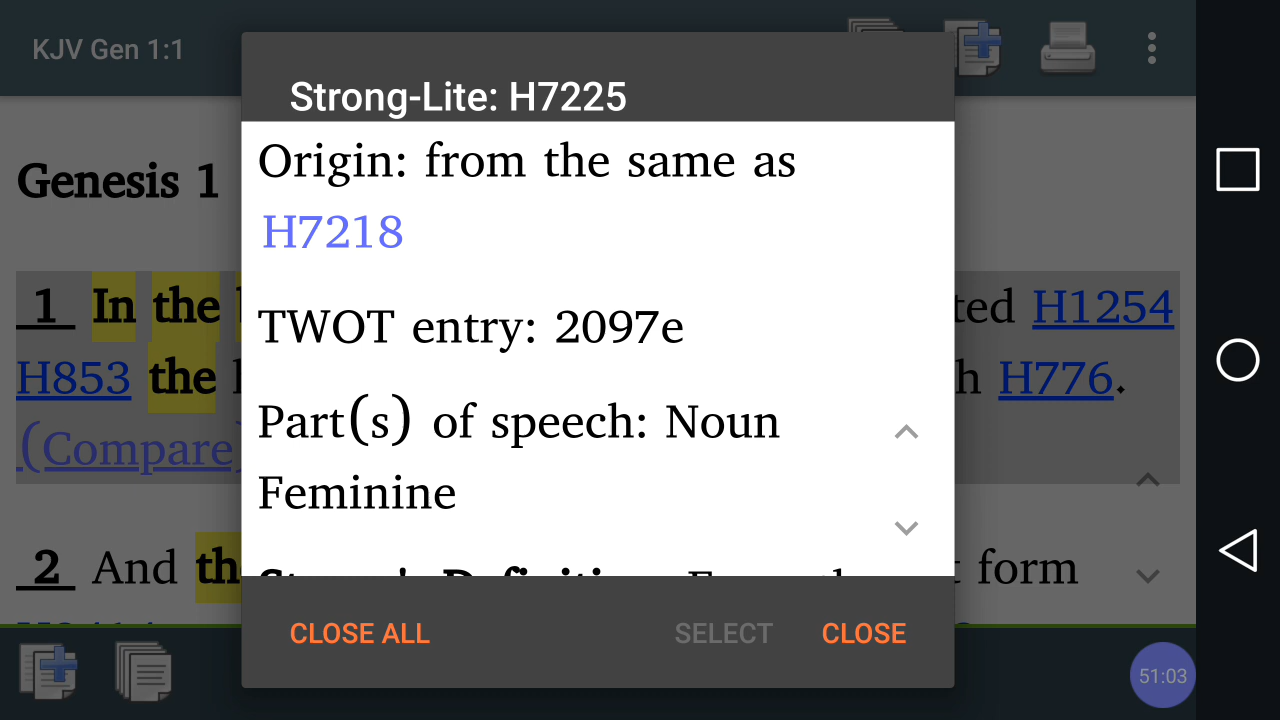 KJV Gen 1:1
Strong-Lite: H7225
Origin: from the same as
H7218
TWOT entry: 2097e
Part(s) of speech: Noun
Feminine
CLOSE ALL SELECT CLOSE
Genesis 1
1 In the ted H1254
H853 the h H776.
(Compare)
2 And th form
51:03